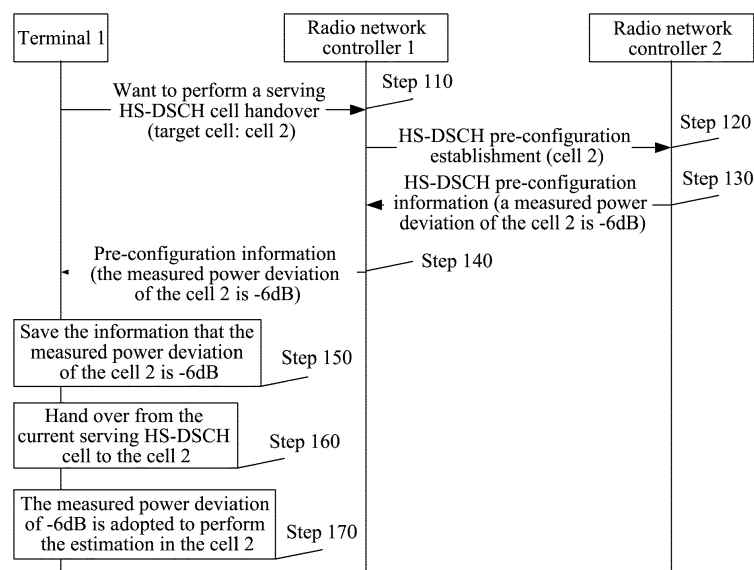 Terminal 1
Radio network
controller 1
Radio network
controller 2
Want to perform a serving
HS-DSCH cell handover
(target cell: cell 2)
Step 110
HS-DSCH pre-configuration
establishment (cell 2)
Step 120
HS-DSCH pre-configuration
information (a measured power
deviation of the cell 2 is -6dB)
Step 130
Pre-configuration information
(the measured power deviation
of the cell 2 is -6dB)
Step 140
Save the information that the
measured power deviation
of the cell 2 is -6dB
Step 150
Hand over from the
current serving HS-DSCH
cell to the cell 2
Step 160
The measured power deviation
of -6dB is adopted to perform
the estimation in the cell 2
Step 170